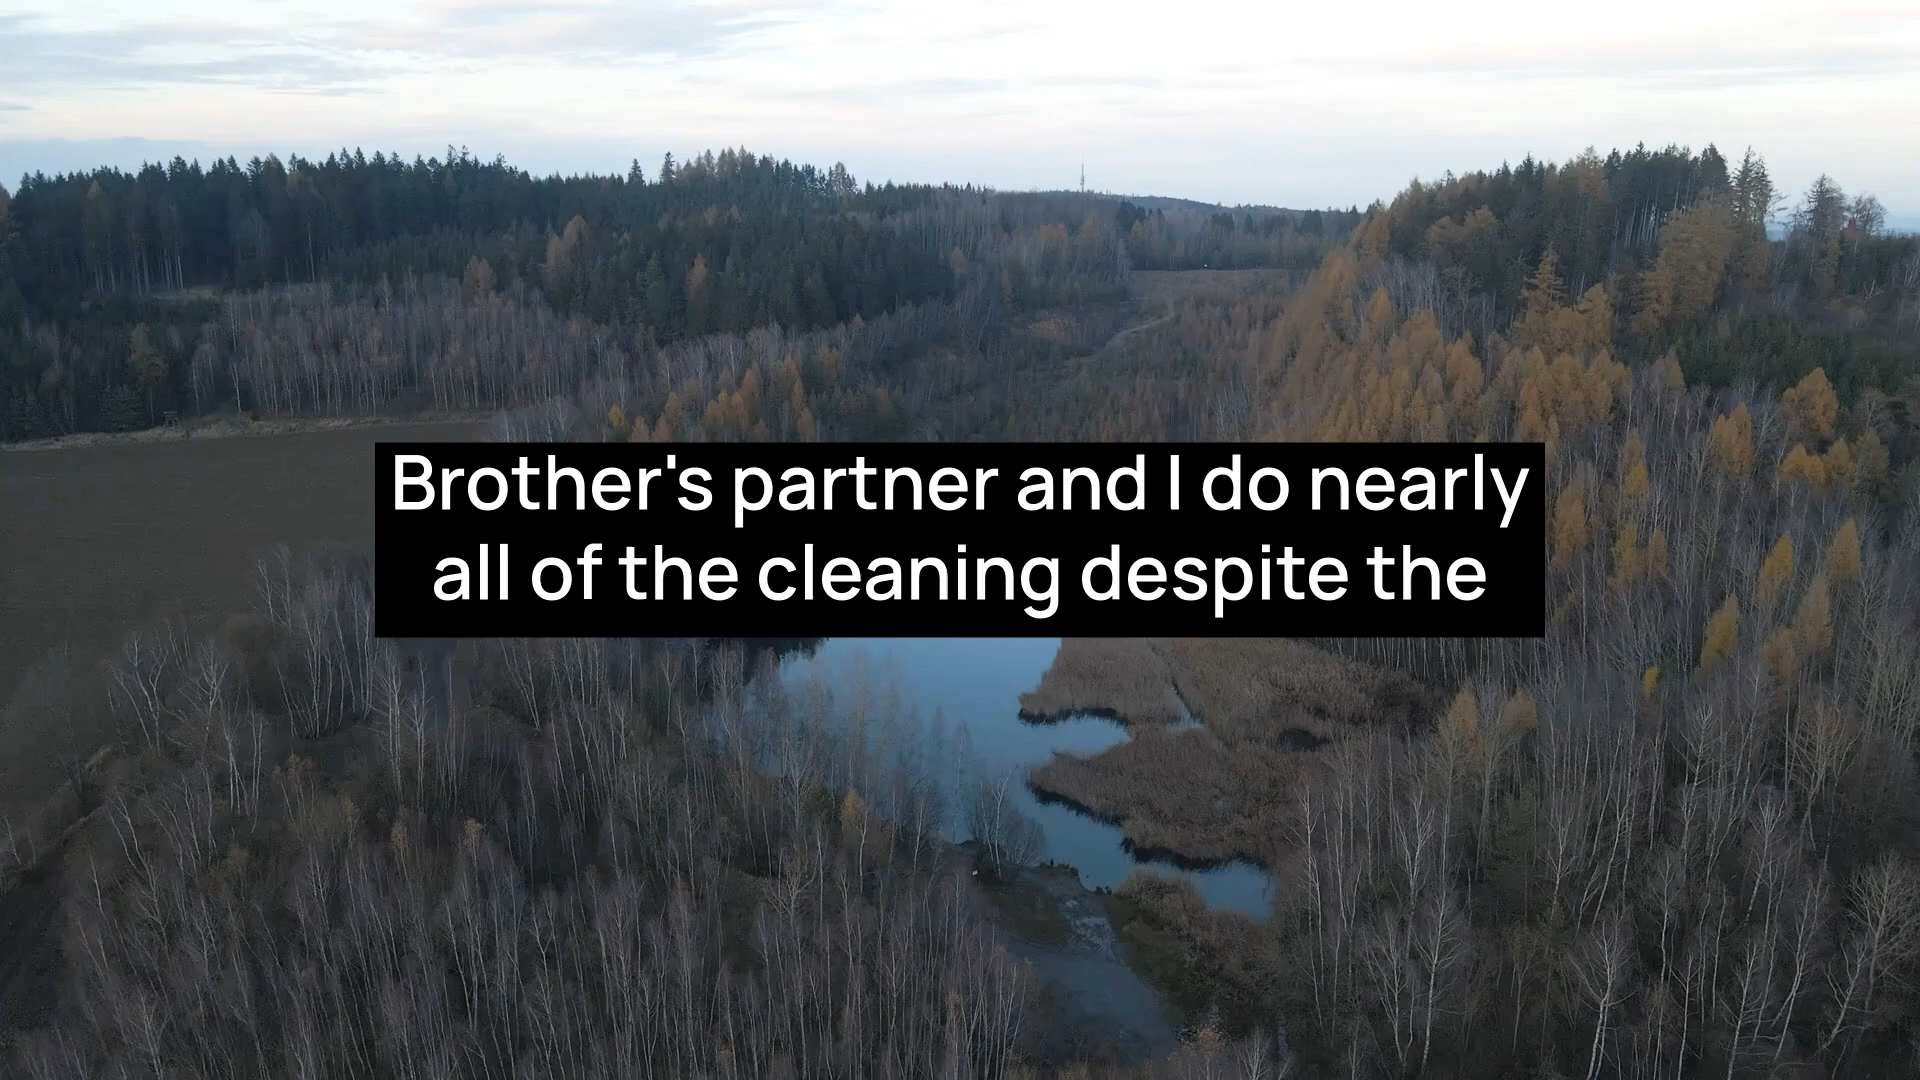 Brother's partner and I do nearly
all of the cleaning despite the